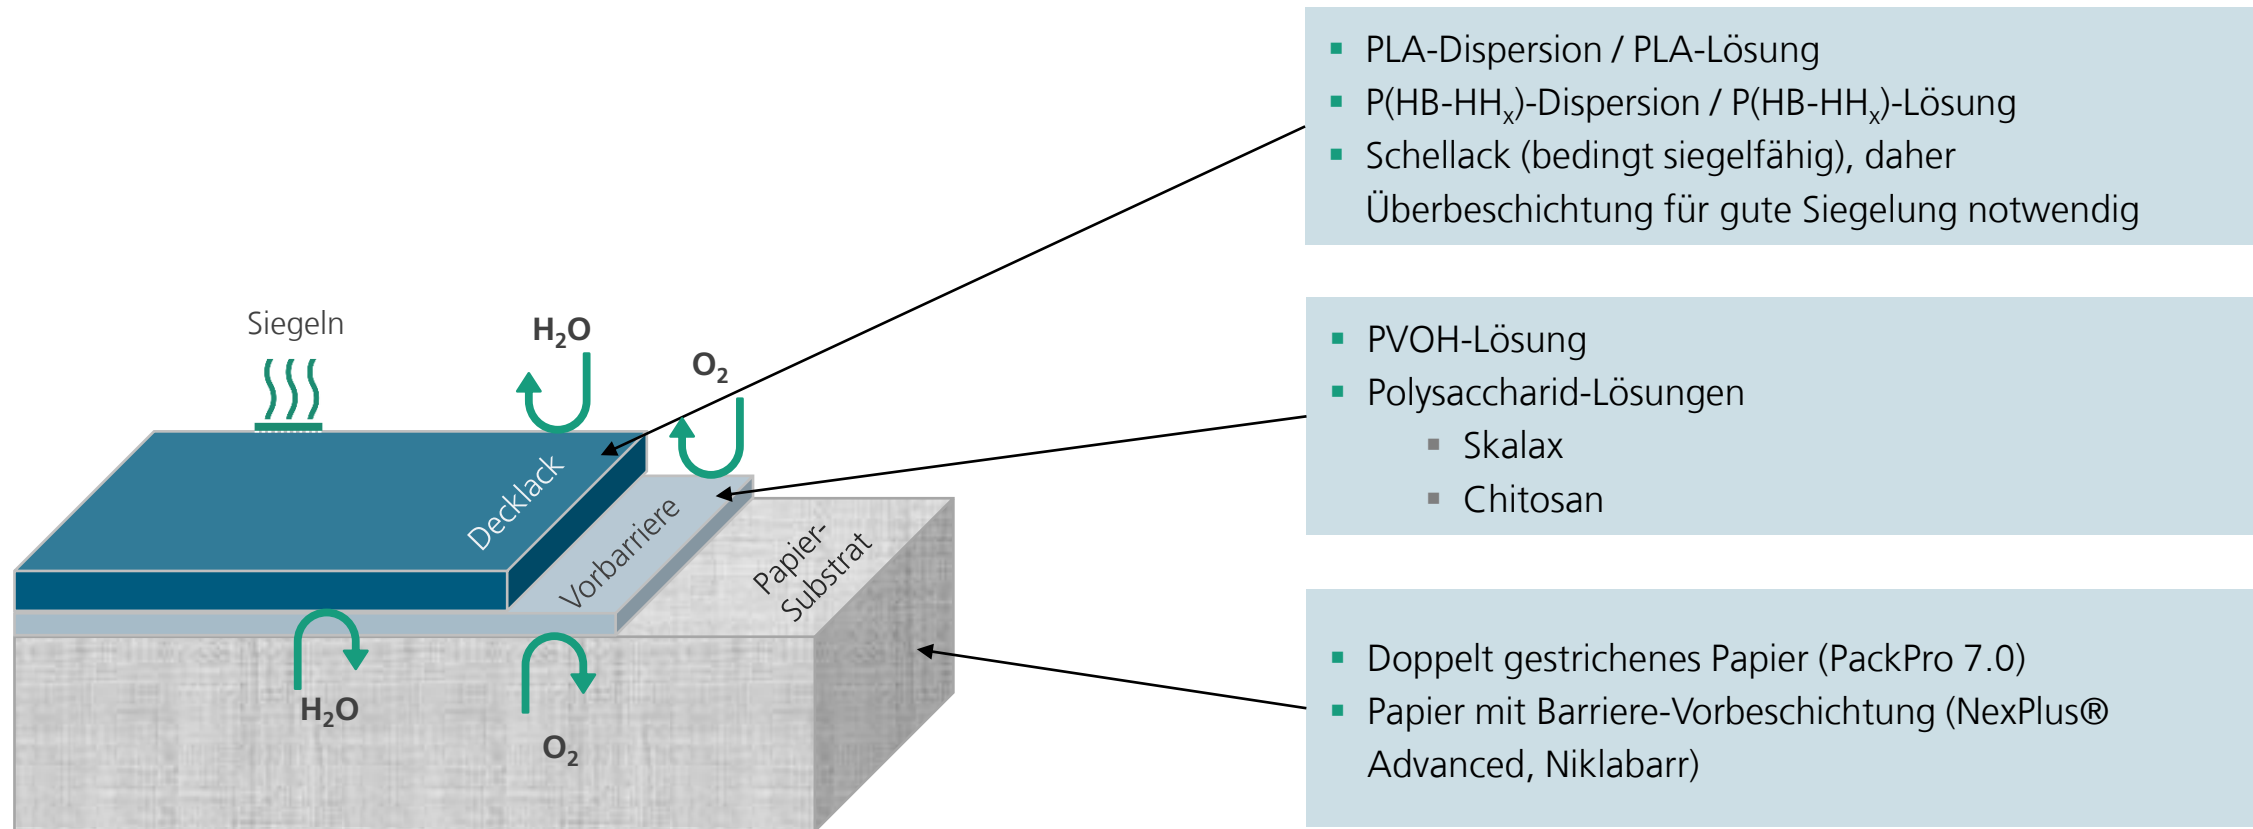 ▪ PLA-Dispersion / PLA-Lösung
▪ P(HB-HHₓ)-Dispersion / P(HB-HHₓ)-Lösung
▪ Schellack (bedingt siegelfähig), daher
Überbeschichtung für gute Siegelung notwendig
Siegeln
H₂O
O₂
▪ PVOH-Lösung
▪ Polysaccharid-Lösungen
▪ Skalax
▪ Chitosan
Decklack
Vorbarriere
Papier-
Substrat
H₂O
O₂
▪ Doppelt gestrichenes Papier (PackPro 7.0)
▪ Papier mit Barriere-Vorbeschichtung (NexPlus®
Advanced, Niklabarr)